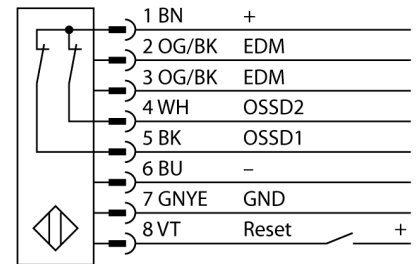 1 BN +
2 OG/BK EDM
3 OG/BK EDM
4 WH OSSD2
5 BK OSSD1
6 BU –
7 GNYE GND
8 VT Reset +